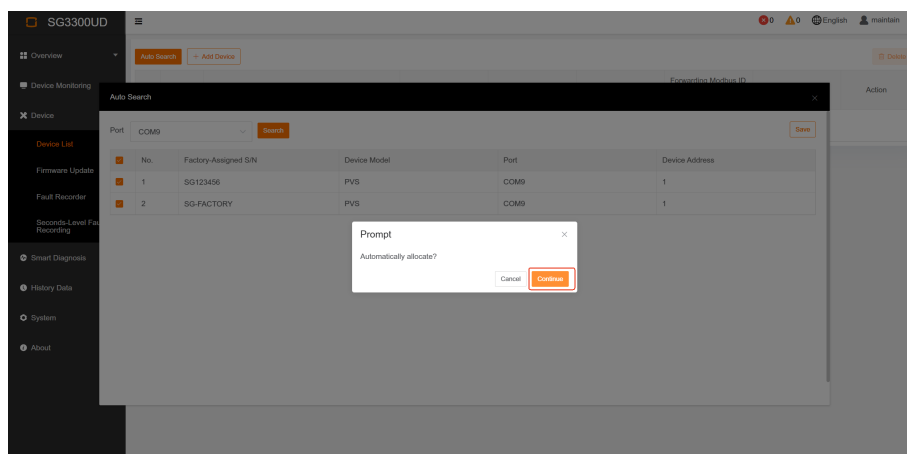 SG3300UD
0
0
English
maintain
Overview
Auto Search
+ Add Device
Delete
Device Monitoring
Forwarding Modbus ID
Action
Auto Search
Device
Port COM9 Search Save
Device List
No. Factory-Assigned S/N Device Model Port Device Address
Firmware Update
1 SG123456 PVS COM9 1
Fault Recorder
2 SG-FACTORY PVS COM9 1
Seconds-Level Fau
Recording
Prompt
Automatically allocate?
Smart Diagnosis
Cancel Continue
History Data
System
About